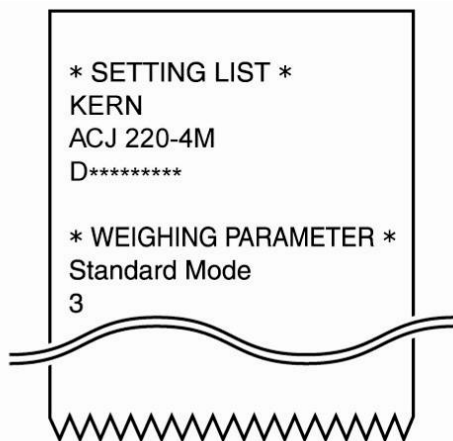 * SETTING LIST *
KERN
ACJ 220-4M
D*********
* WEIGHING PARAMETER *
Standard Mode
3